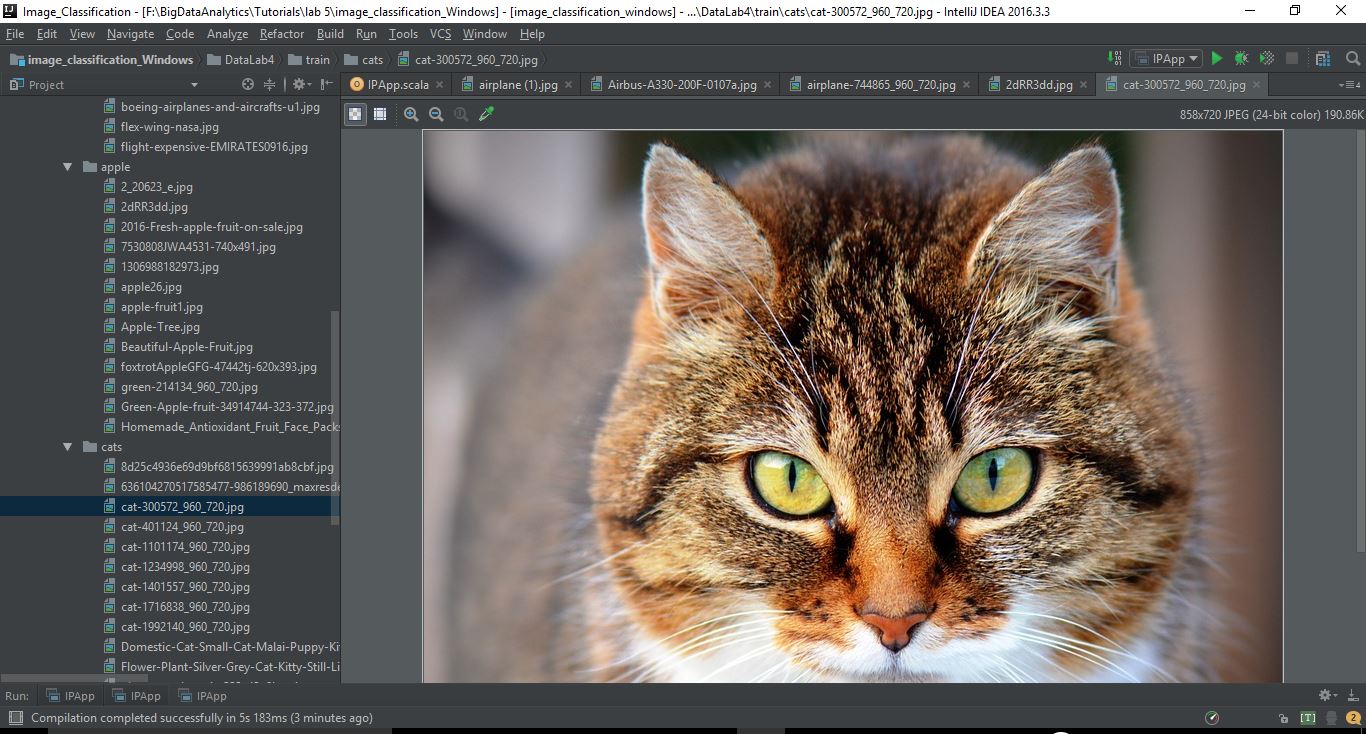 Image_Classification - [F:\BigDataAnalytics\Tutorials\lab 5\image_classification_Windows] - [image_classification_windows] - ...\DataLab4\train\cats\cat-300572_960_720.jpg - IntelliJ IDEA 2016.3.3
File Edit View Navigate Code Analyze Refactor Build Run Tools VCS Window Help
image_classification_Windows DataLab4 train cats cat-300572_960_720.jpg IPApp
Project IPApp.scala airplane (1).jpg Airbus-A330-200F-0107a.jpg airplane-744865_960_720.jpg 2dRR3dd.jpg cat-300572_960_720.jpg
858x720 JPEG (24-bit color) 190.86K
boeing-airplanes-and-aircrafts-u1.jpg
flex-wing-nasa.jpg
flight-expensive-EMIRATES0916.jpg
apple
2_20623_e.jpg
2dRR3dd.jpg
2016-Fresh-apple-fruit-on-sale.jpg
7530808JWA4531-740x491.jpg
1306988182973.jpg
apple26.jpg
apple-fruit1.jpg
Apple-Tree.jpg
Beautiful-Apple-Fruit.jpg
foxtrotAppleGFG-47442tj-620x393.jpg
green-214134_960_720.jpg
Green-Apple-fruit-34914744-323-372.jpg
Homemade_Antioxidant_Fruit_Face_Pack
cats
8d25c4936e69d9bf6815639991ab8cbf.jpg
636104270517585477-986189690_maxresde
cat-300572_960_720.jpg
cat-401124_960_720.jpg
cat-1101174_960_720.jpg
cat-1234998_960_720.jpg
cat-1401557_960_720.jpg
cat-1716838_960_720.jpg
cat-1992140_960_720.jpg
Domestic-Cat-Small-Cat-Malai-Puppy-Ki
Flower-Plant-Silver-Grey-Cat-Kitty-Still-Li
Run: IPApp IPApp IPApp
Compilation completed successfully in 5s 183ms (3 minutes ago) [T] 2